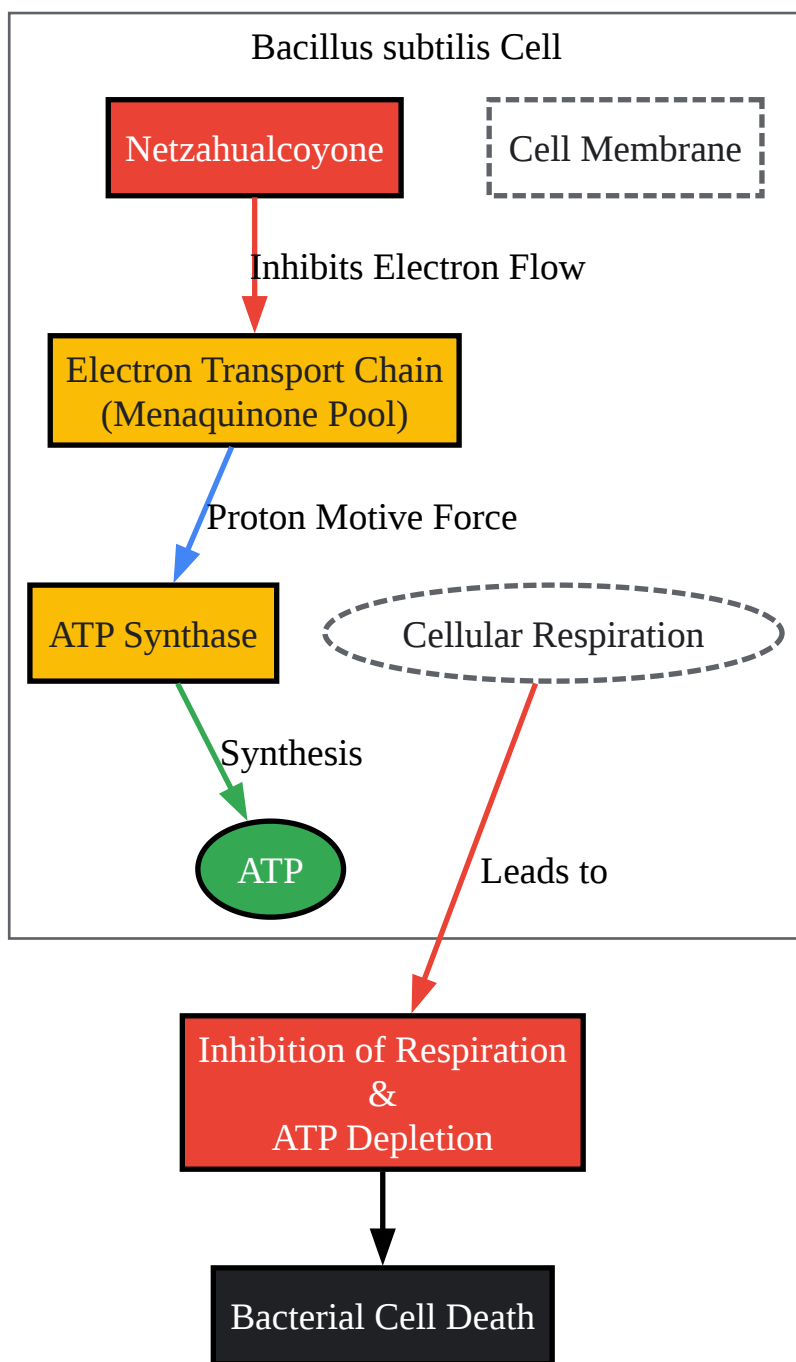 Bacillus subtilis Cell
Netzahualcoyone
Cell Membrane
Inhibits Electron Flow
Electron Transport Chain
(Menaquinone Pool)
Proton Motive Force
ATP Synthase
Cellular Respiration
Synthesis
ATP
Leads to
Inhibition of Respiration
&
ATP Depletion
Bacterial Cell Death